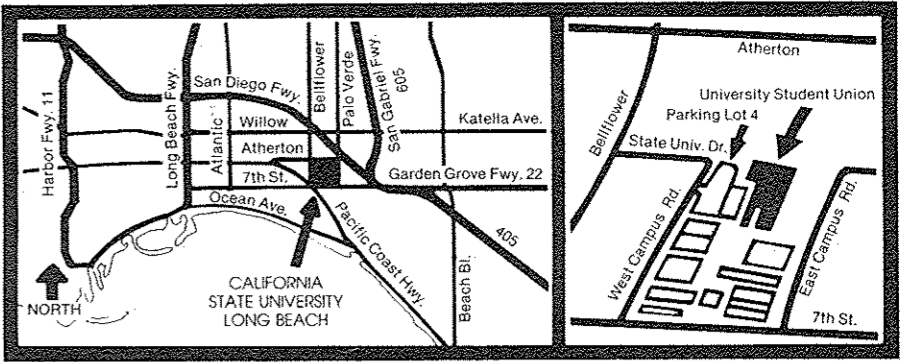 Harbor Fwy. 11
Long Beach Fwy.
Atlantic
San Diego Fwy.
Bellflower
Palo Verde
San Gabriel Fwy.
605
Willow
Katella Ave.
Atherton
7th St.
Garden Grove Fwy. 22
Ocean Ave.
Pacific Coast Hwy.
405
Beach Bl.
NORTH
CALIFORNIA
STATE UNIVERSITY
LONG BEACH
Atherton
Bellflower
University Student Union
Parking Lot 4
State Univ. Dr.
West Campus Rd.
East Campus Rd.
7th St.